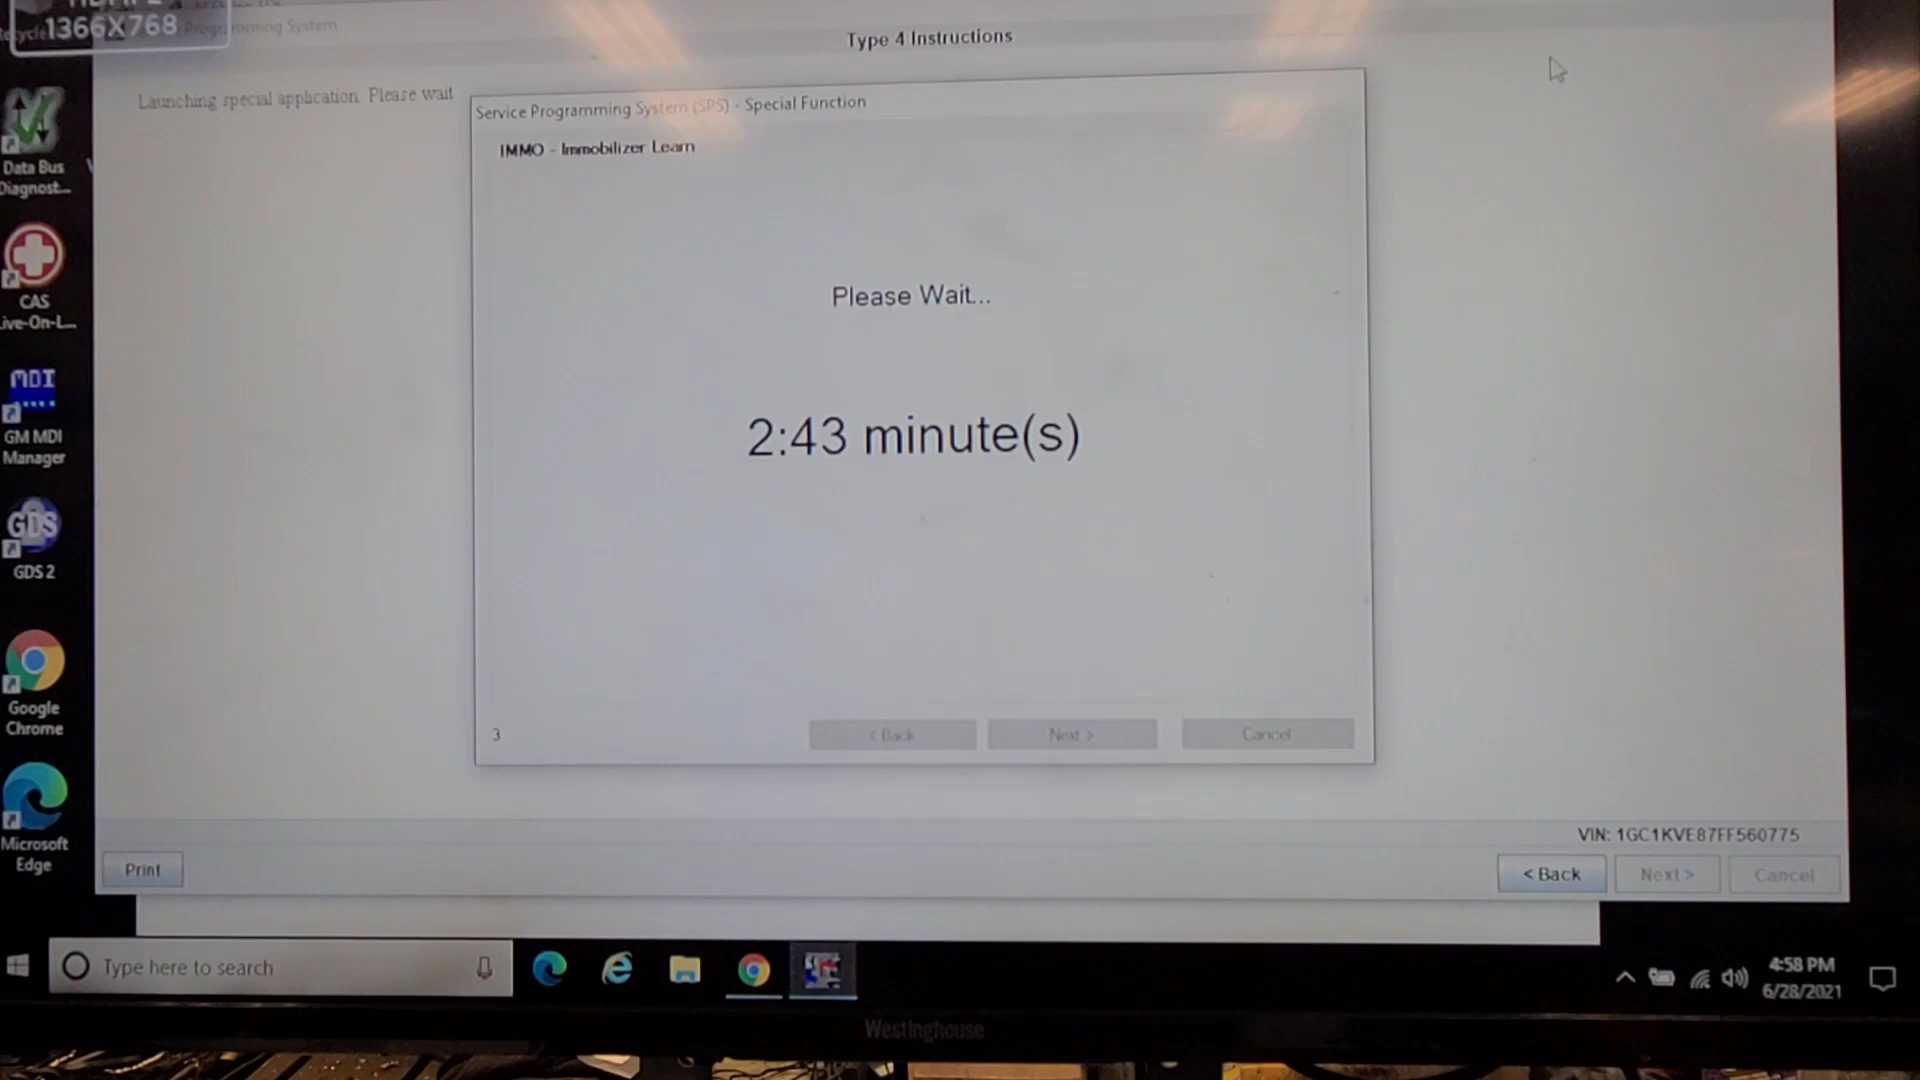 1366X768
Programming System
Type 4 Instructions
Launching special application. Please wait
Service Programming System (SPS) - Special Function
IMMO - Immobilizer Learn
Please Wait...
2:43 minute(s)
3
< Back
Next >
Cancel
VIN: 1GC1KVE87FF560775
Print
< Back
Next >
Cancel
Data Bus
Diagnost...
CAS
Live-On-L...
MDI
GM MDI
Manager
GDS
GDS 2
Google
Chrome
Microsoft
Edge
Type here to search
4:58 PM
6/28/2021
Westinghouse